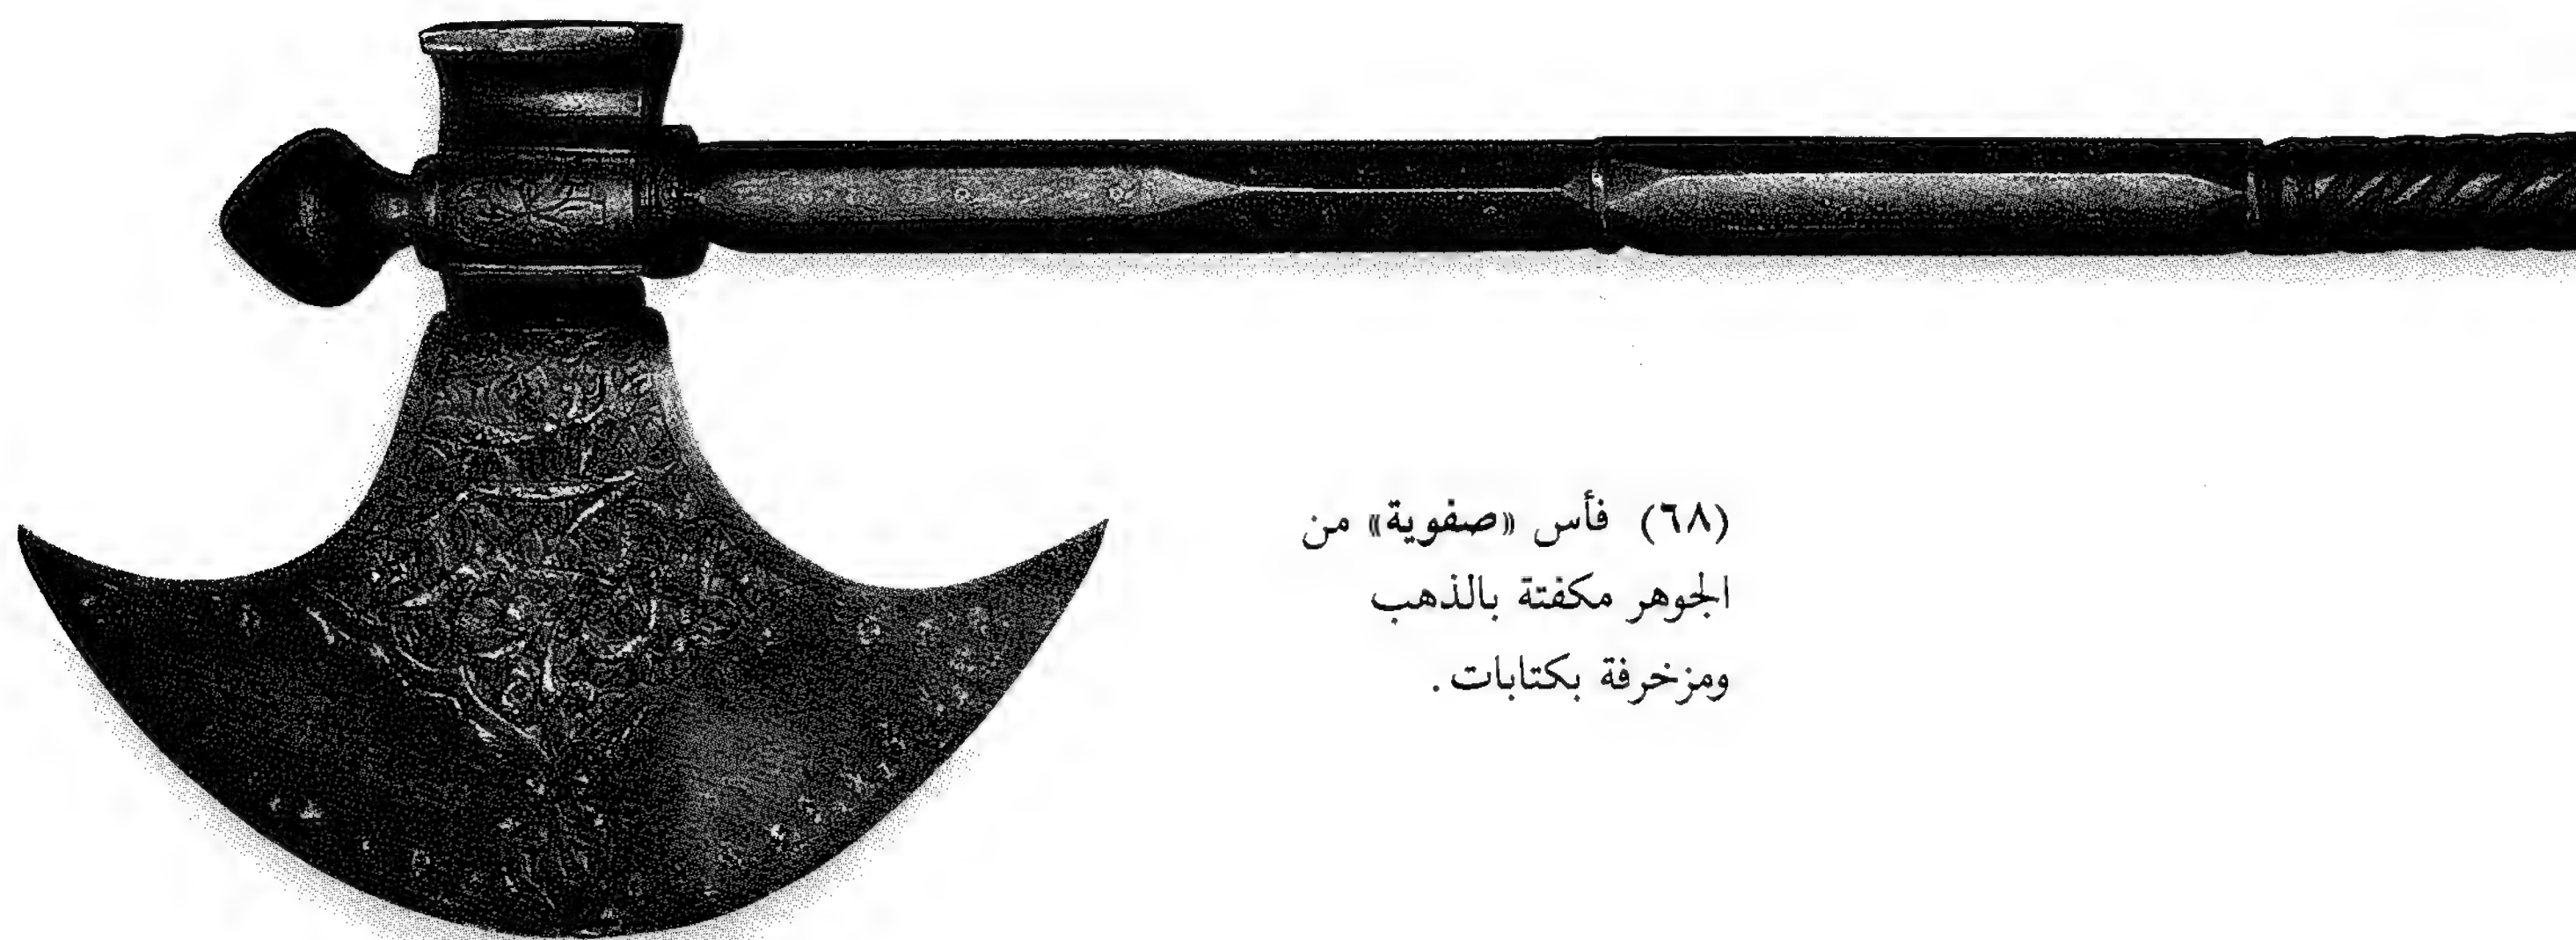 (٦٨) فأس «صفوية» من
الجوهر مكفتة بالذهب
ومزخرفة بكتابات.